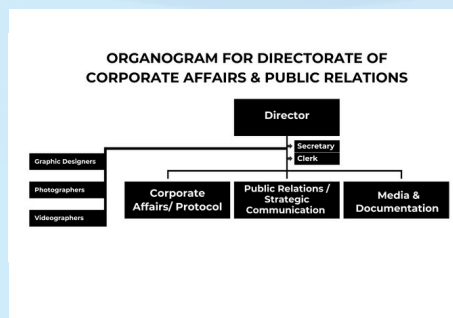 ORGANOGRAM FOR DIRECTORATE OF
CORPORATE AFFAIRS & PUBLIC RELATIONS
Director
Secretary
Clerk
Graphic Designers
Photographers
Videographers
Corporate
Affairs/ Protocol
Public Relations /
Strategic
Communication
Media &
Documentation